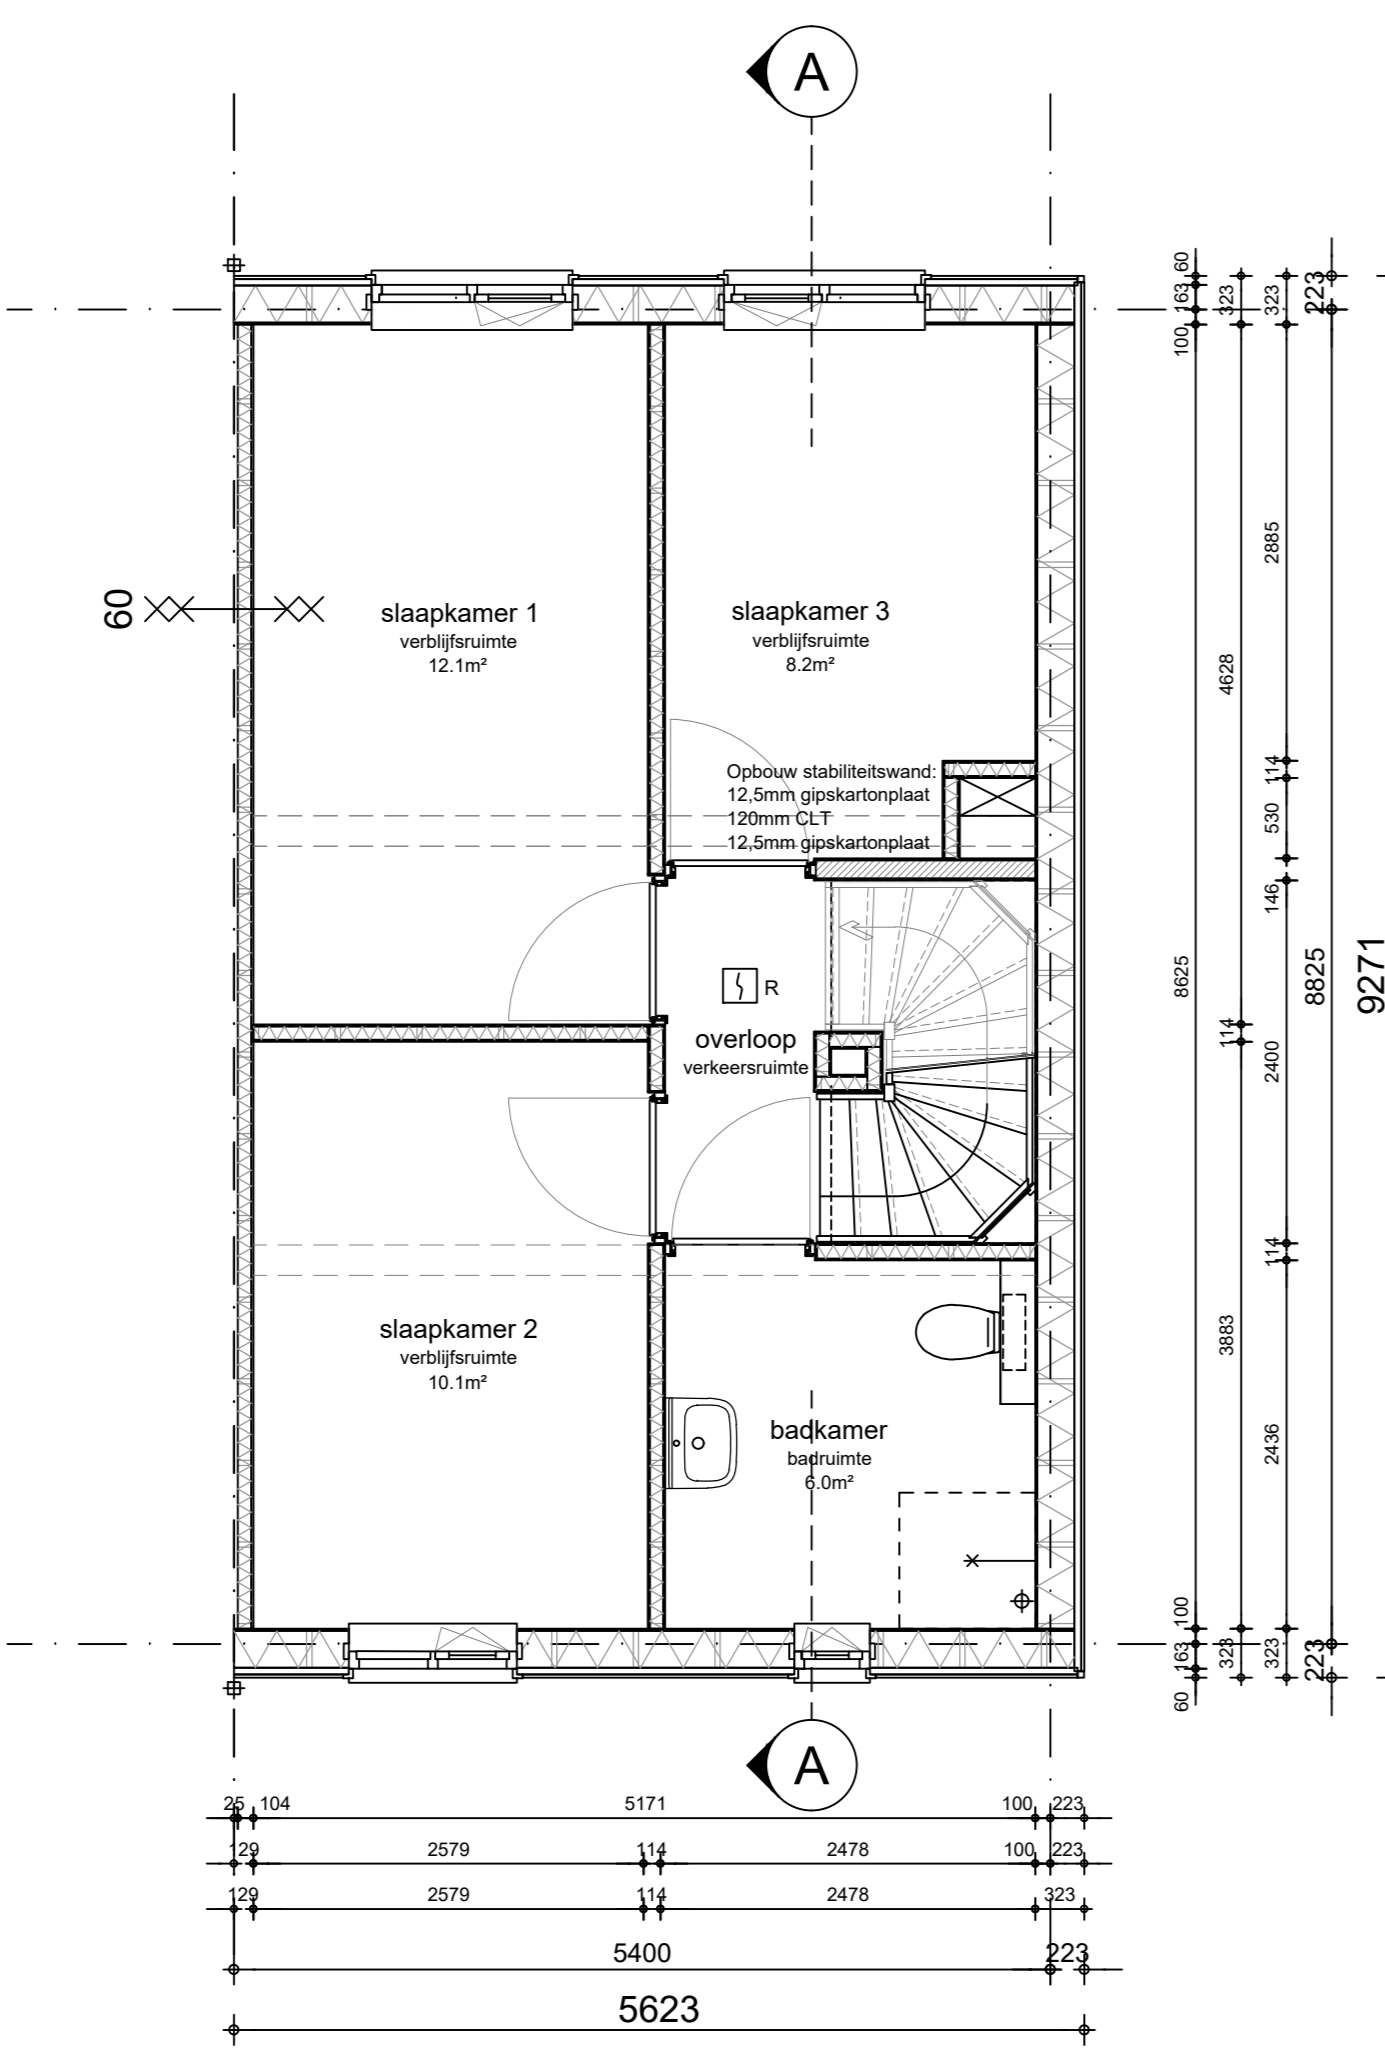 A
60
slaapkamer 1
verblijfsruimte
12.1m²
slaapkamer 3
verblijfsruimte
8.2m²
Opbouw stabiliteitswand:
12,5mm gipskartonplaat
120mm CLT
12,5mm gipskartonplaat
R
overloop
verkeersruimte
slaapkamer 2
verblijfsruimte
10.1m²
badkamer
badruimte
6.0m²
A
60
163
100
8625
100
163
60
323
4628
114
3883
323
323
2885
114
530
146
2400
114
2436
323
223
8825
223
9271
25 104 5171 100 223
129 2579 114 2478 100 223
129 2579 114 2478 323
5400 223
5623